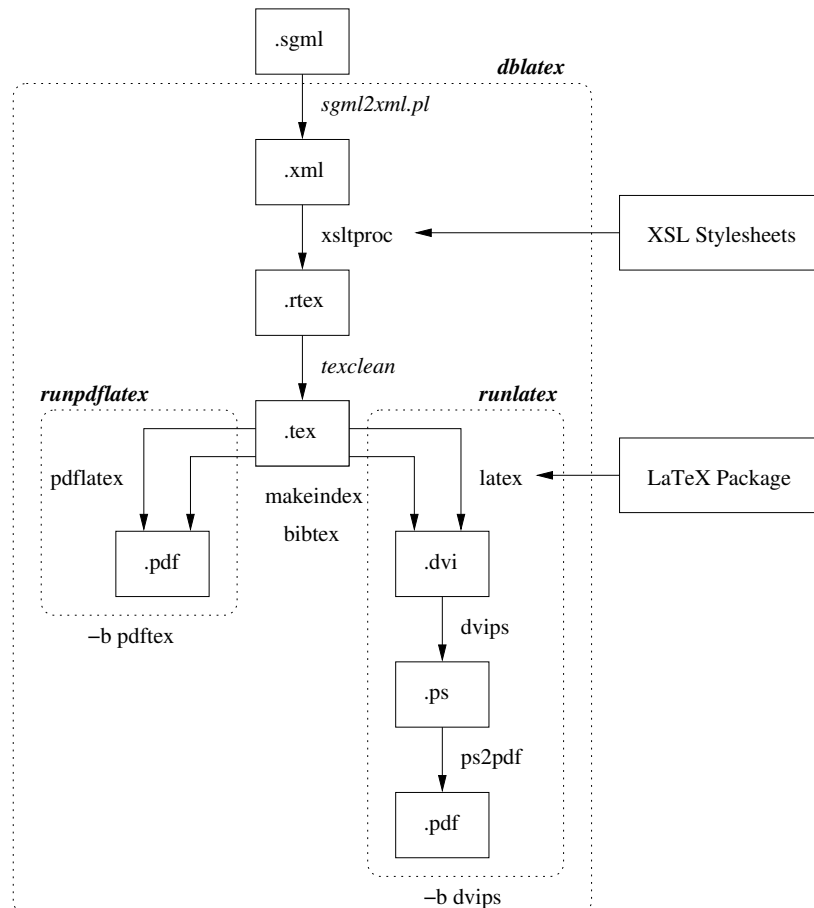 .sgml
dblatex
sgml2xml.pl
.xml
xsltproc
XSL Stylesheets
.rtex
texclean
runpdflatex
runlatex
.tex
pdflatex
latex
LaTeX Package
makeindex
bibtex
.pdf
.dvi
−b pdftex
dvips
.ps
ps2pdf
.pdf
−b dvips